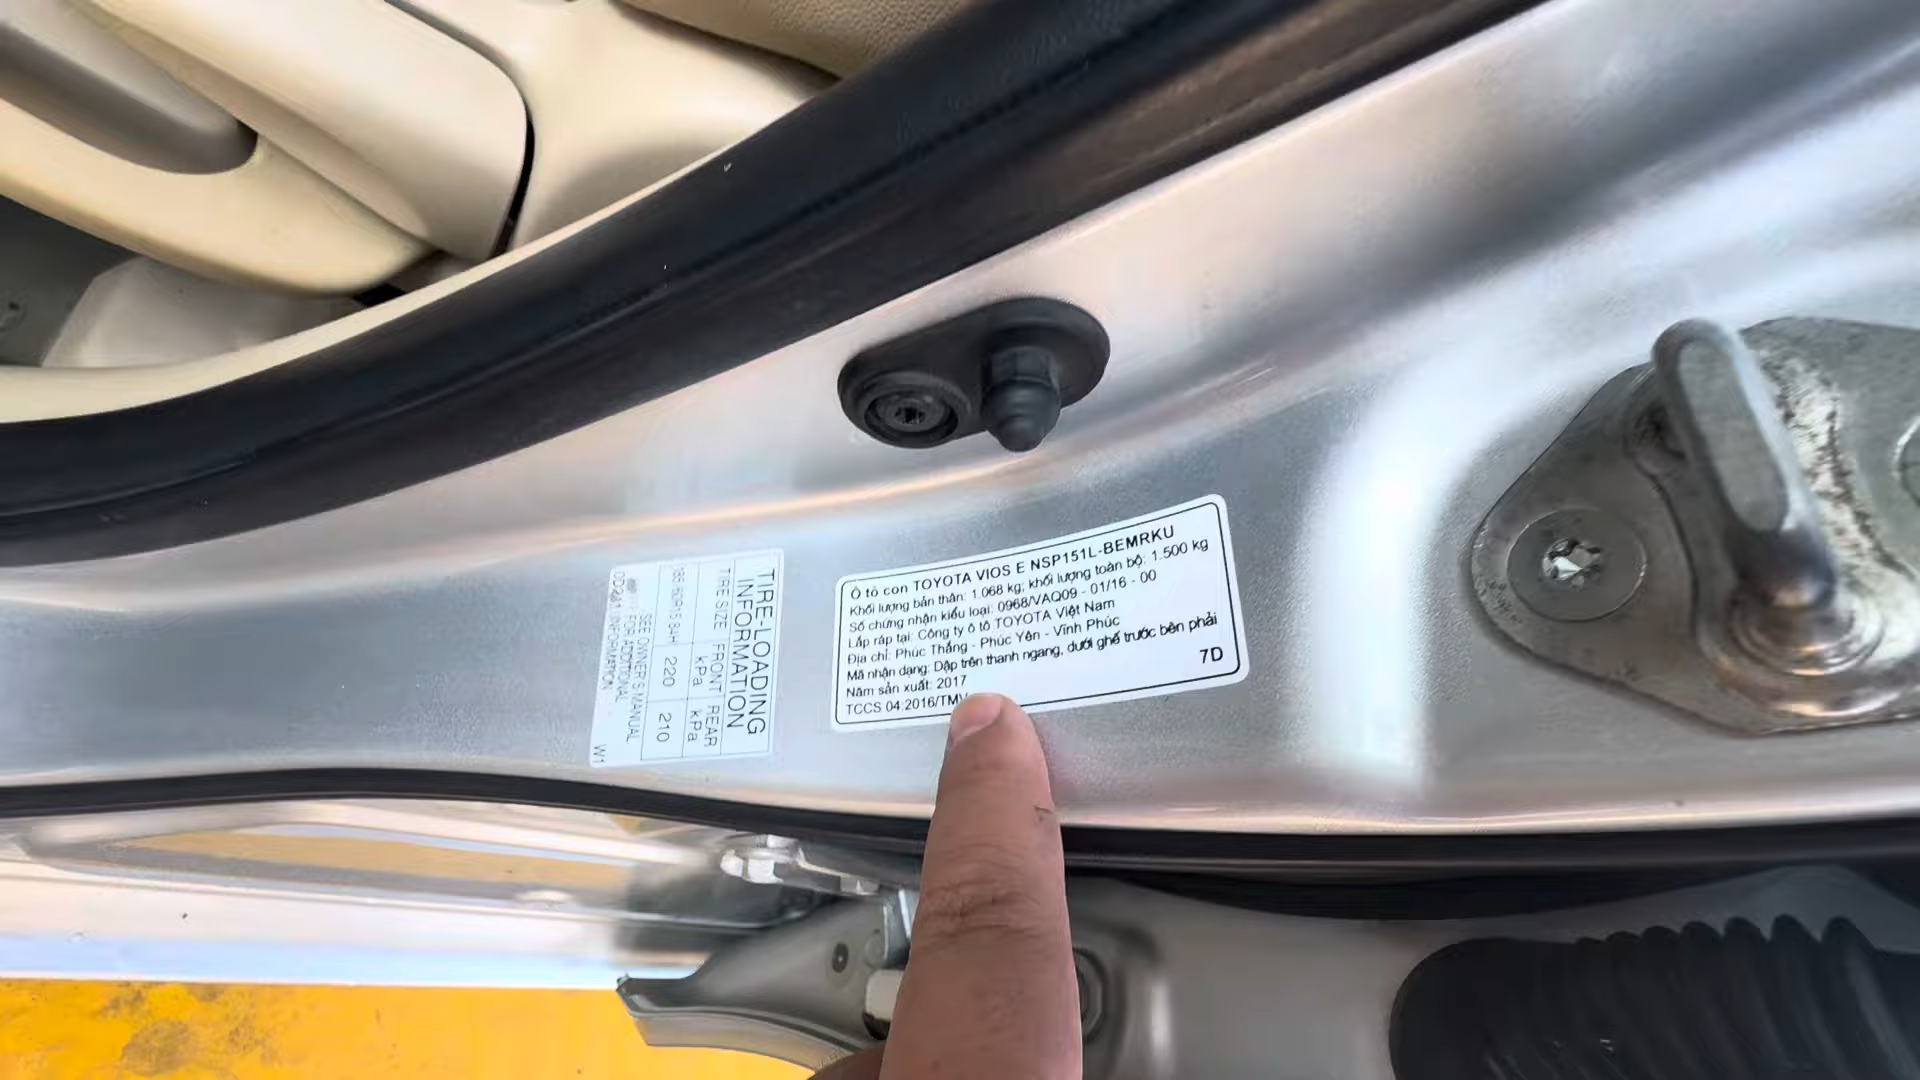 Ô tô con TOYOTA VIOS E NSP151L-BEMRKU
Khối lượng bản thân: 1.068 kg; khối lượng toàn bộ: 1.500 kg
Số chứng nhận kiểu loại: 0968/VAQ09 - 01/16 - 00
Lắp ráp tại: Công ty ô tô TOYOTA Việt Nam
Địa chỉ: Phúc Thắng - Phúc Yên - Vĩnh Phúc
Mã nhận dạng: Dập trên thanh ngang, dưới ghế trước bên phải
Năm sản xuất: 2017
TCCS 04:2016/TMV
7D
TIRE-LOADING
INFORMATION
TIRE SIZE FRONT REAR
kPa kPa
220 210
SEE OWNER'S MANUAL
FOR ADDITIONAL
INFORMATION
W1